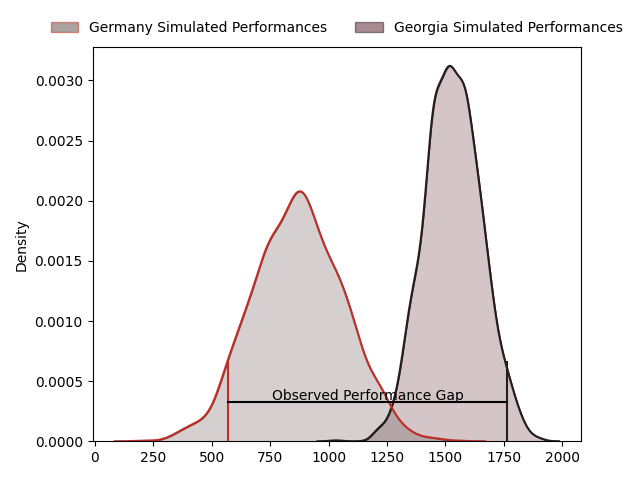 Germany Simulated Performances Georgia Simulated Performances
0.0030
0.0025
0.0020
0.0015
0.0010
0.0005
0.0000
Density
Observed Performance Gap
0 250 500 750 1000 1250 1500 1750 2000